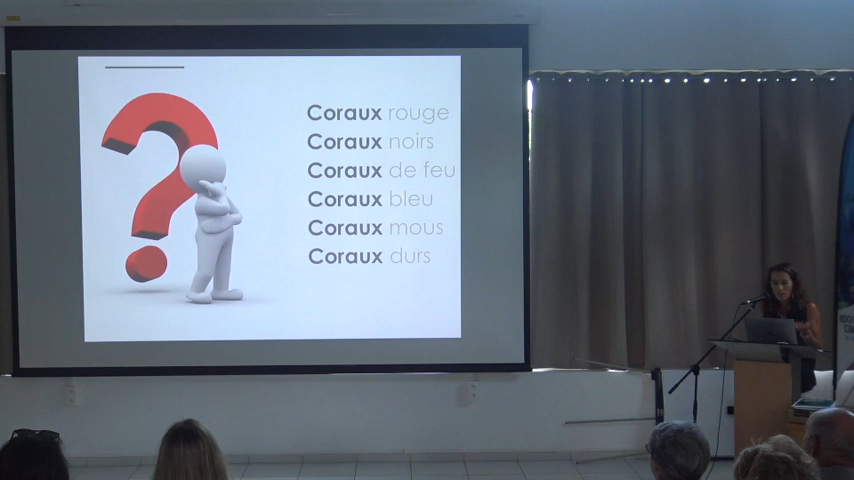 Coraux rouge
Coraux noirs
Coraux de feu
Coraux bleu
Coraux mous
Coraux durs